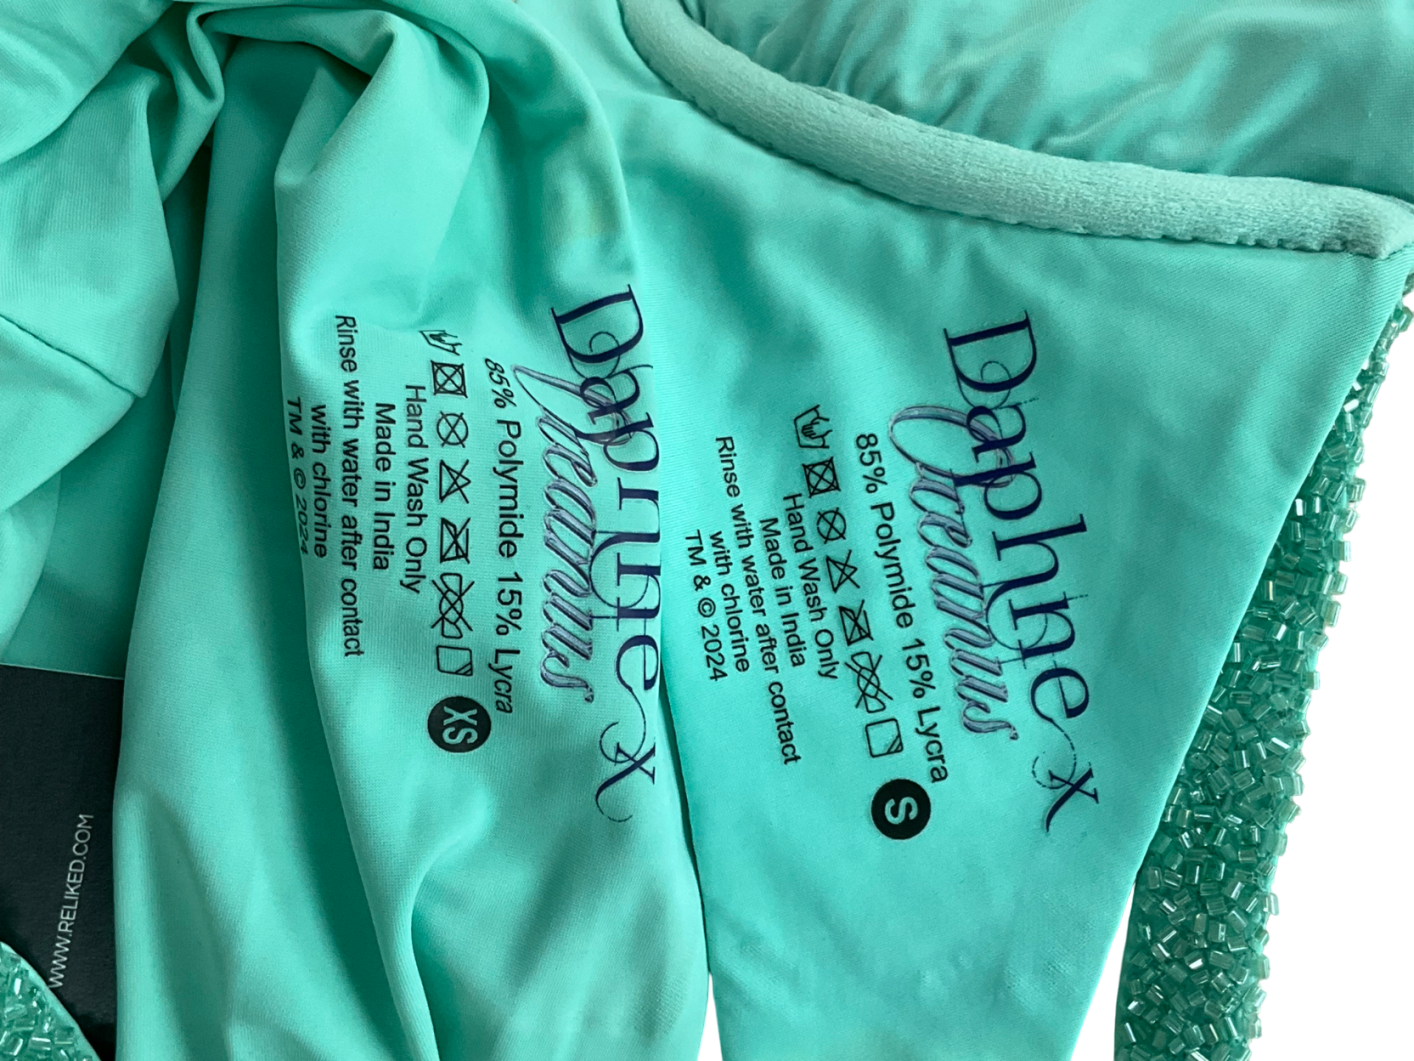 Daphne x
Oceanus
85% Polymide 15% Lycra
XS
Hand Wash Only
Made in India
Rinse with water after contact
with chlorine
TM & © 2024
Daphne x
Oceanus
85% Polymide 15% Lycra
S
Hand Wash Only
Made in India
Rinse with water after contact
with chlorine
TM & © 2024
WWW.RELIKED.COM